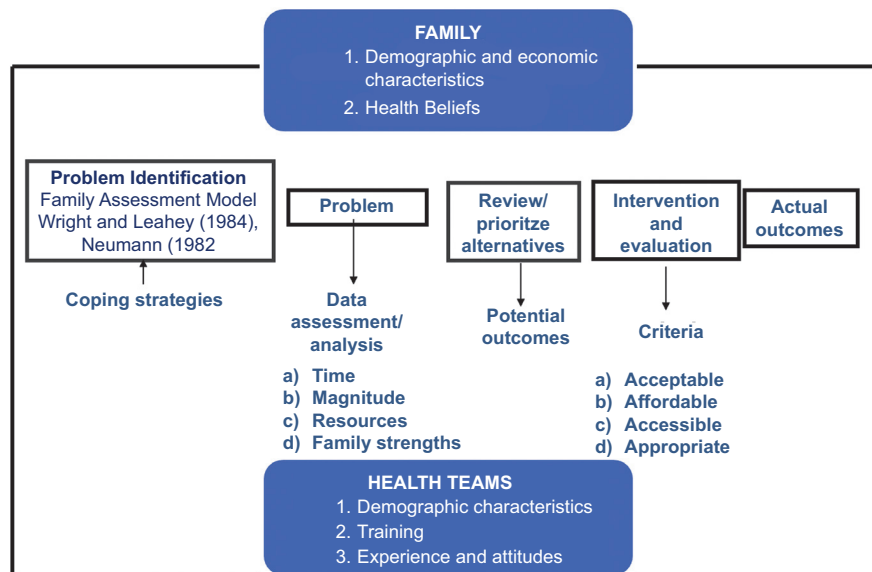 FAMILY
1. Demographic and economic
characteristics
2. Health Beliefs
Problem Identification
Family Assessment Model
Wright and Leahey (1984),
Neumann (1982
Coping strategies
Problem
Data
assessment/
analysis
a) Time
b) Magnitude
c) Resources
d) Family strengths
Review/
prioritze
alternatives
Potential
outcomes
Intervention
and
evaluation
Criteria
a) Acceptable
b) Affordable
c) Accessible
d) Appropriate
Actual
outcomes
HEALTH TEAMS
1. Demographic characteristics
2. Training
3. Experience and attitudes